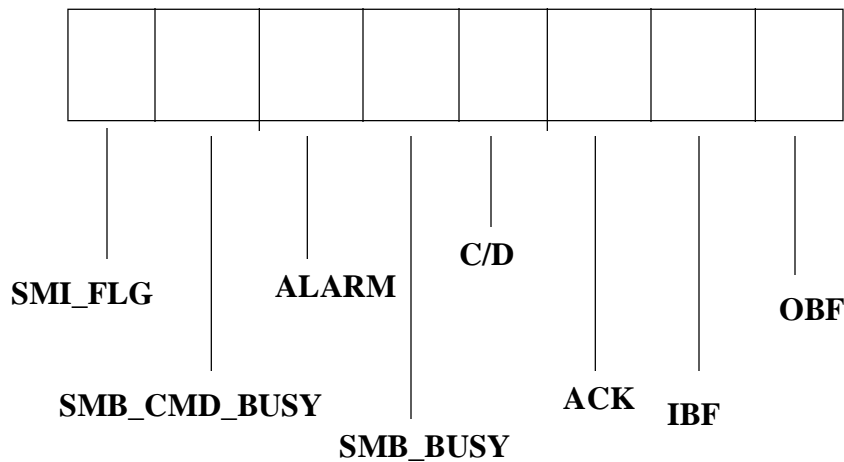 C/D
SMI_FLG
ALARM
OBF
SMB_CMD_BUSY
ACK
IBF
SMB_BUSY